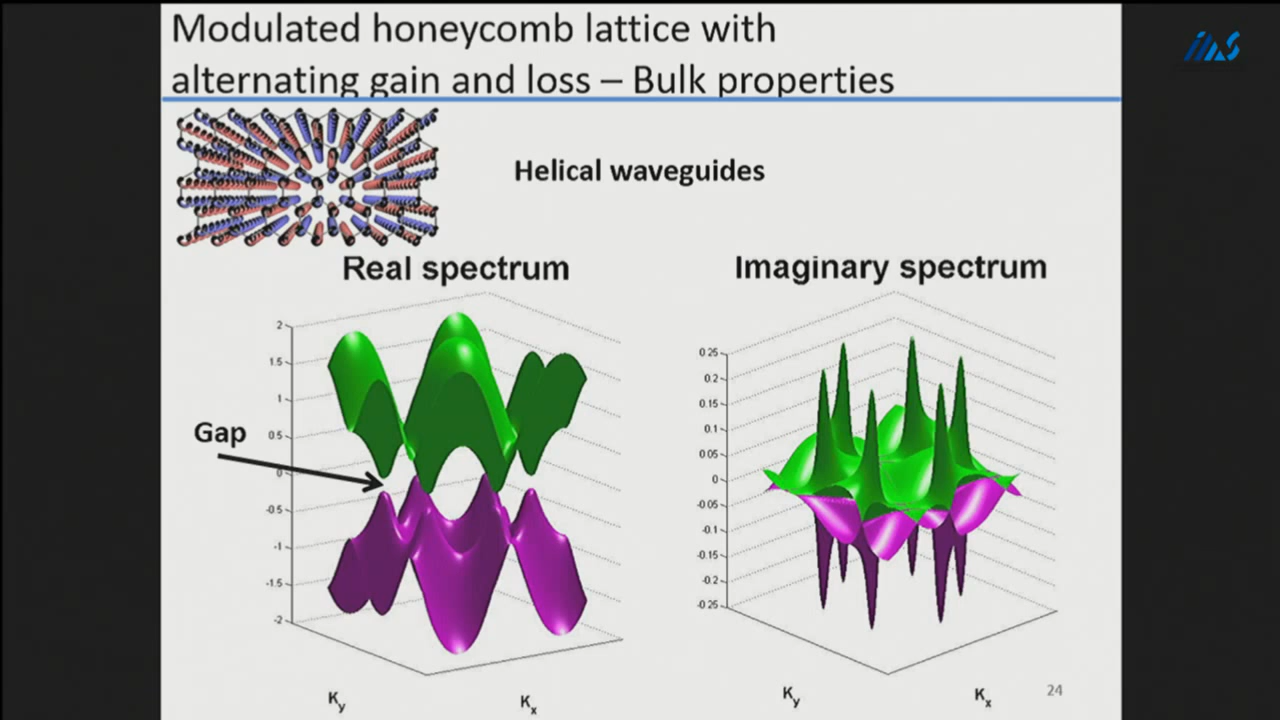 Modulated honeycomb lattice with
alternating gain and loss – Bulk properties
IIAS
Helical waveguides
Real spectrum
Imaginary spectrum
Gap
2
1.5
1
0.5
0
-0.5
-1
-1.5
-2
Ky
Kx
0.25
0.2
0.15
0.1
0.05
0
-0.05
-0.1
-0.15
-0.2
-0.25
Ky
Kx
24